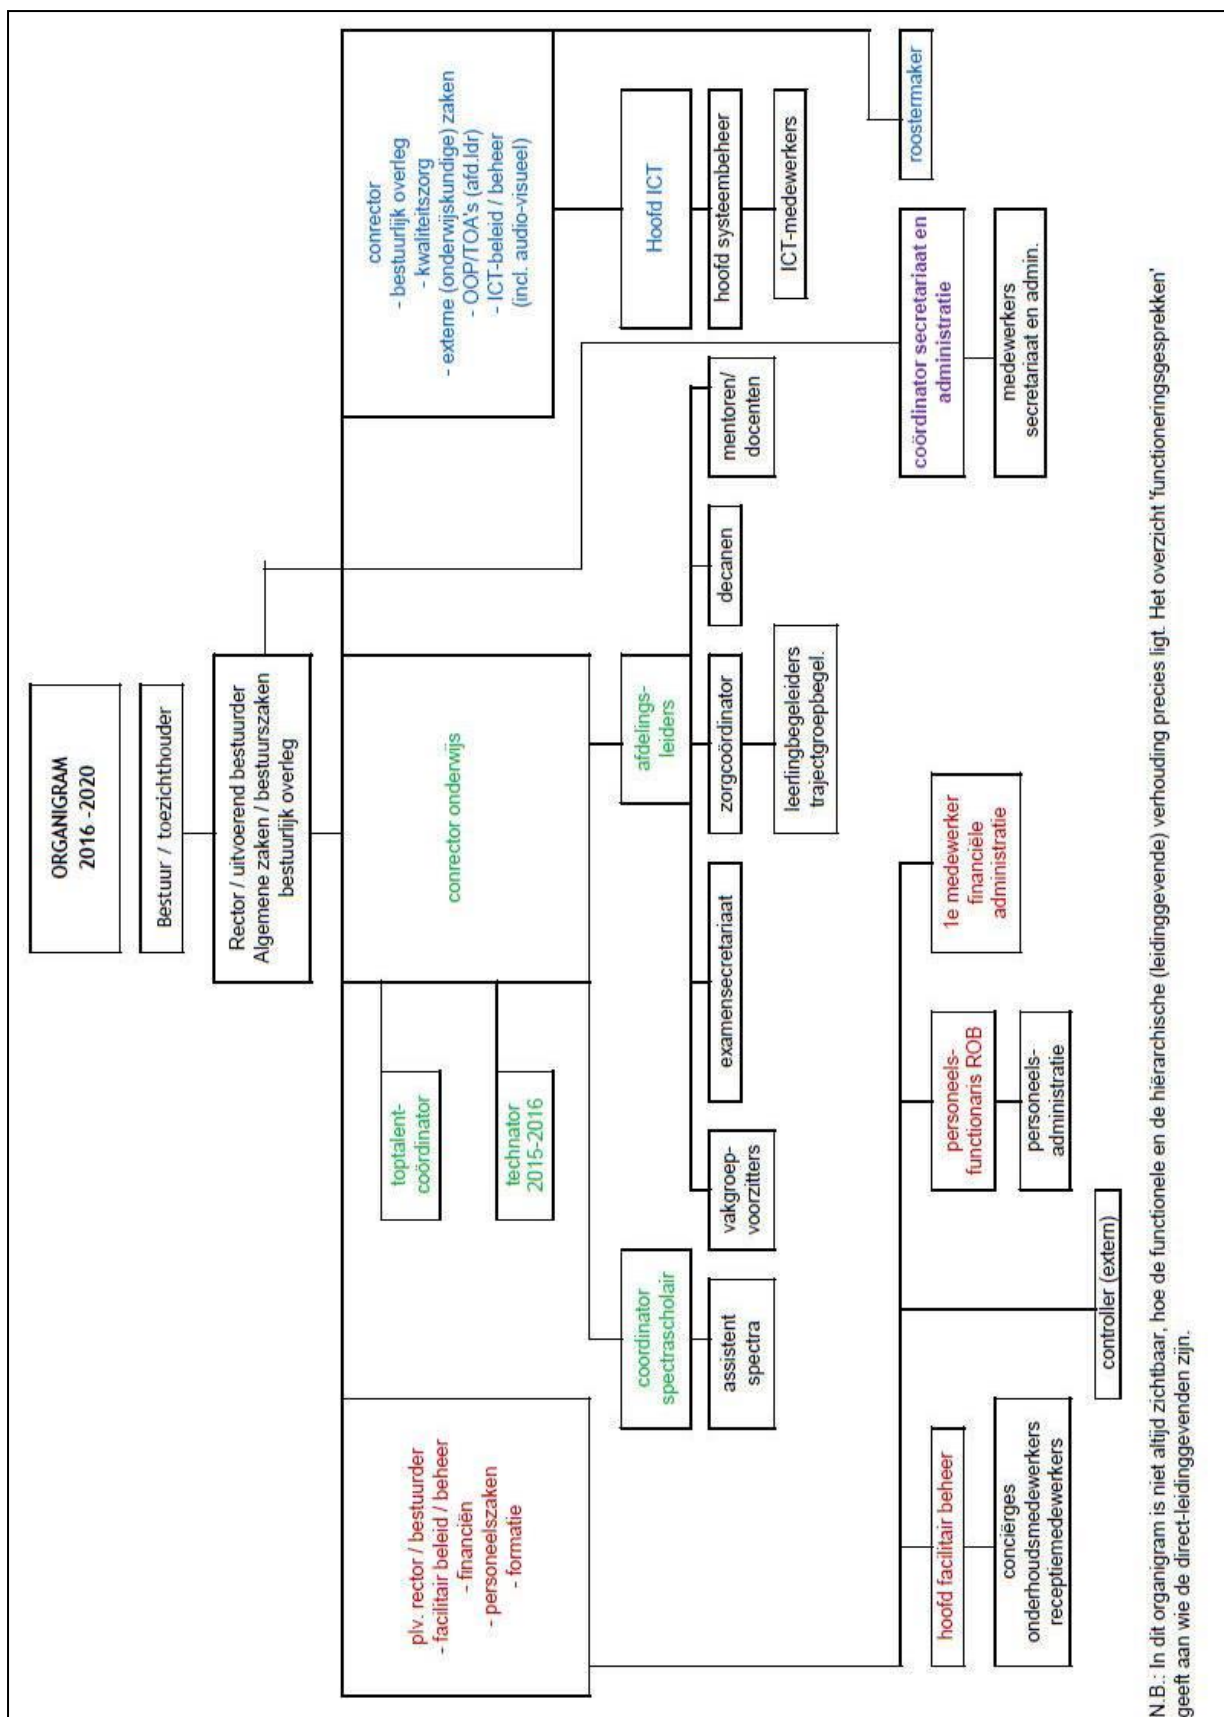 ORGANIGRAM
2016 -2020
Bestuur / toezichthouder
Rector / uitvoerend bestuurder
Algemene zaken / bestuurszaken
bestuurlijk overleg
plv. rector / bestuurder
- facilitair beleid / beheer
- financiën
- personeelszaken
- formatie
conrector onderwijs
conrector
- bestuurlijk overleg
- kwaliteitszorg
- externe (onderwijskundige) zaken
- OOP/TOA's (afd.ldr)
- ICT-beleid / beheer
(incl. audio-visueel)
toptalent-
coördinator
technator
2015-2016
coordinator
spectrascholair
assistent
spectra
afdelings-
leiders
vakgroep-
voorzitters
examensecretariaat
zorgcoördinator
leerlingbegeleiders
trajectgroepbegel.
decanen
mentoren/
docenten
Hoofd ICT
hoofd systeembeheer
ICT-medewerkers
hoofd facilitair beheer
conciërges
onderhoudsmedewerkers
receptiemedewerkers
controller (extern)
personeels-
functionaris ROB
personeels-
administratie
1e medewerker
financiële
administratie
coördinator secretariaat en
administratie
medewerkers
secretariaat en admin.
roostermaker
N.B.: In dit organigram is niet altijd zichtbaar, hoe de functionele en de hiërarchische (leidinggevende) verhouding precies ligt. Het overzicht 'functioneringsgesprekken'
geeft aan wie de direct-leidinggevenden zijn.